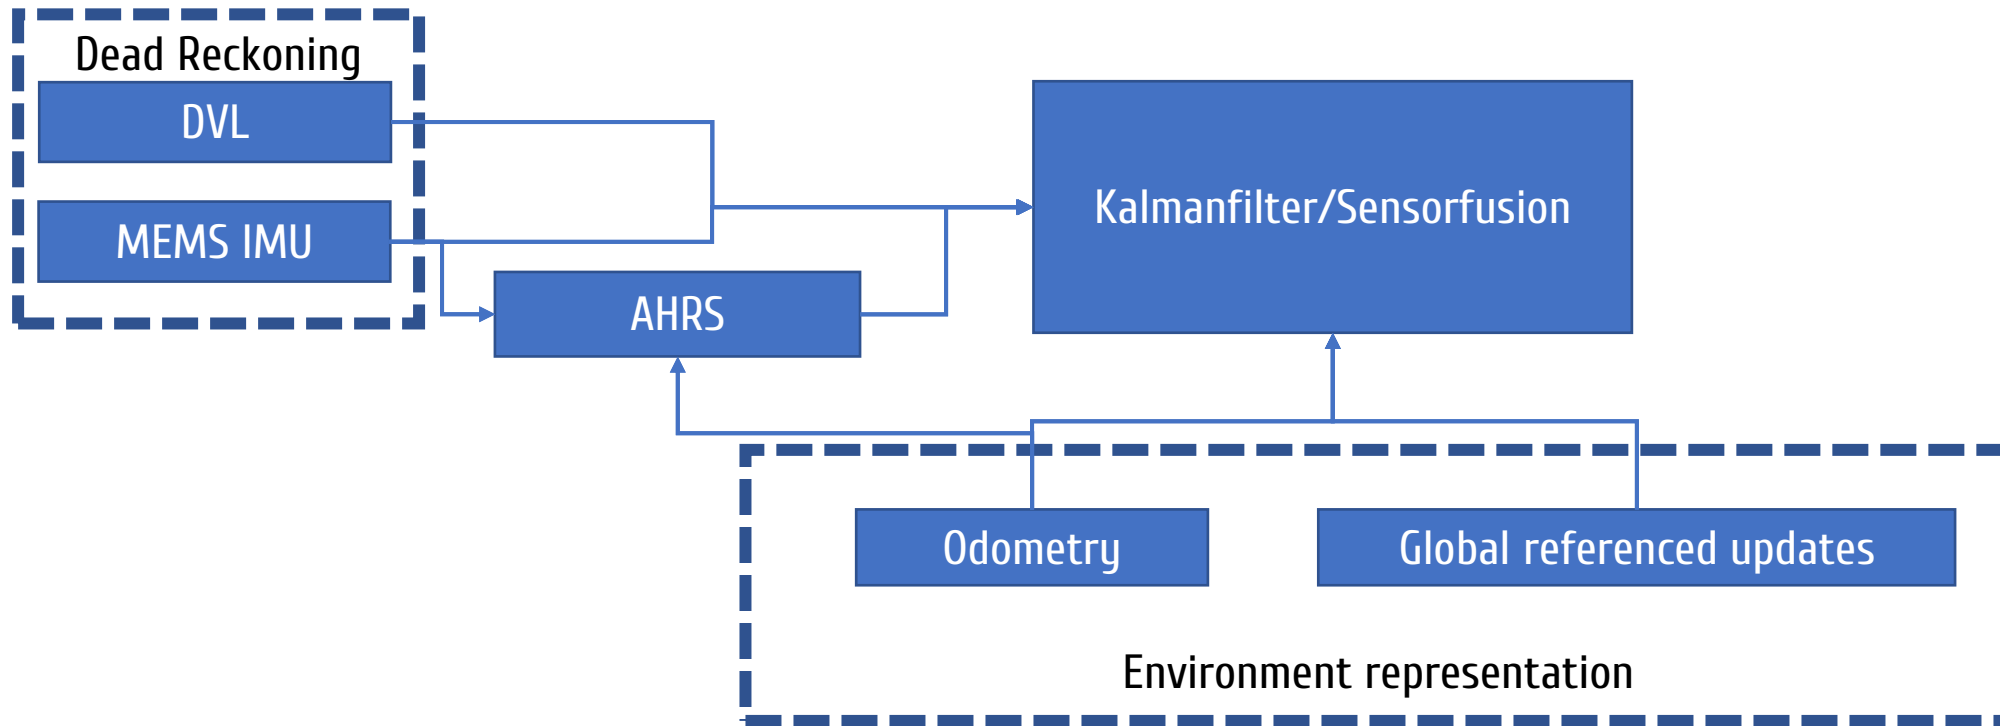 Dead Reckoning
DVL
MEMS IMU
AHRS
Kalmanfilter/Sensorfusion
Odometry
Global referenced updates
Environment representation